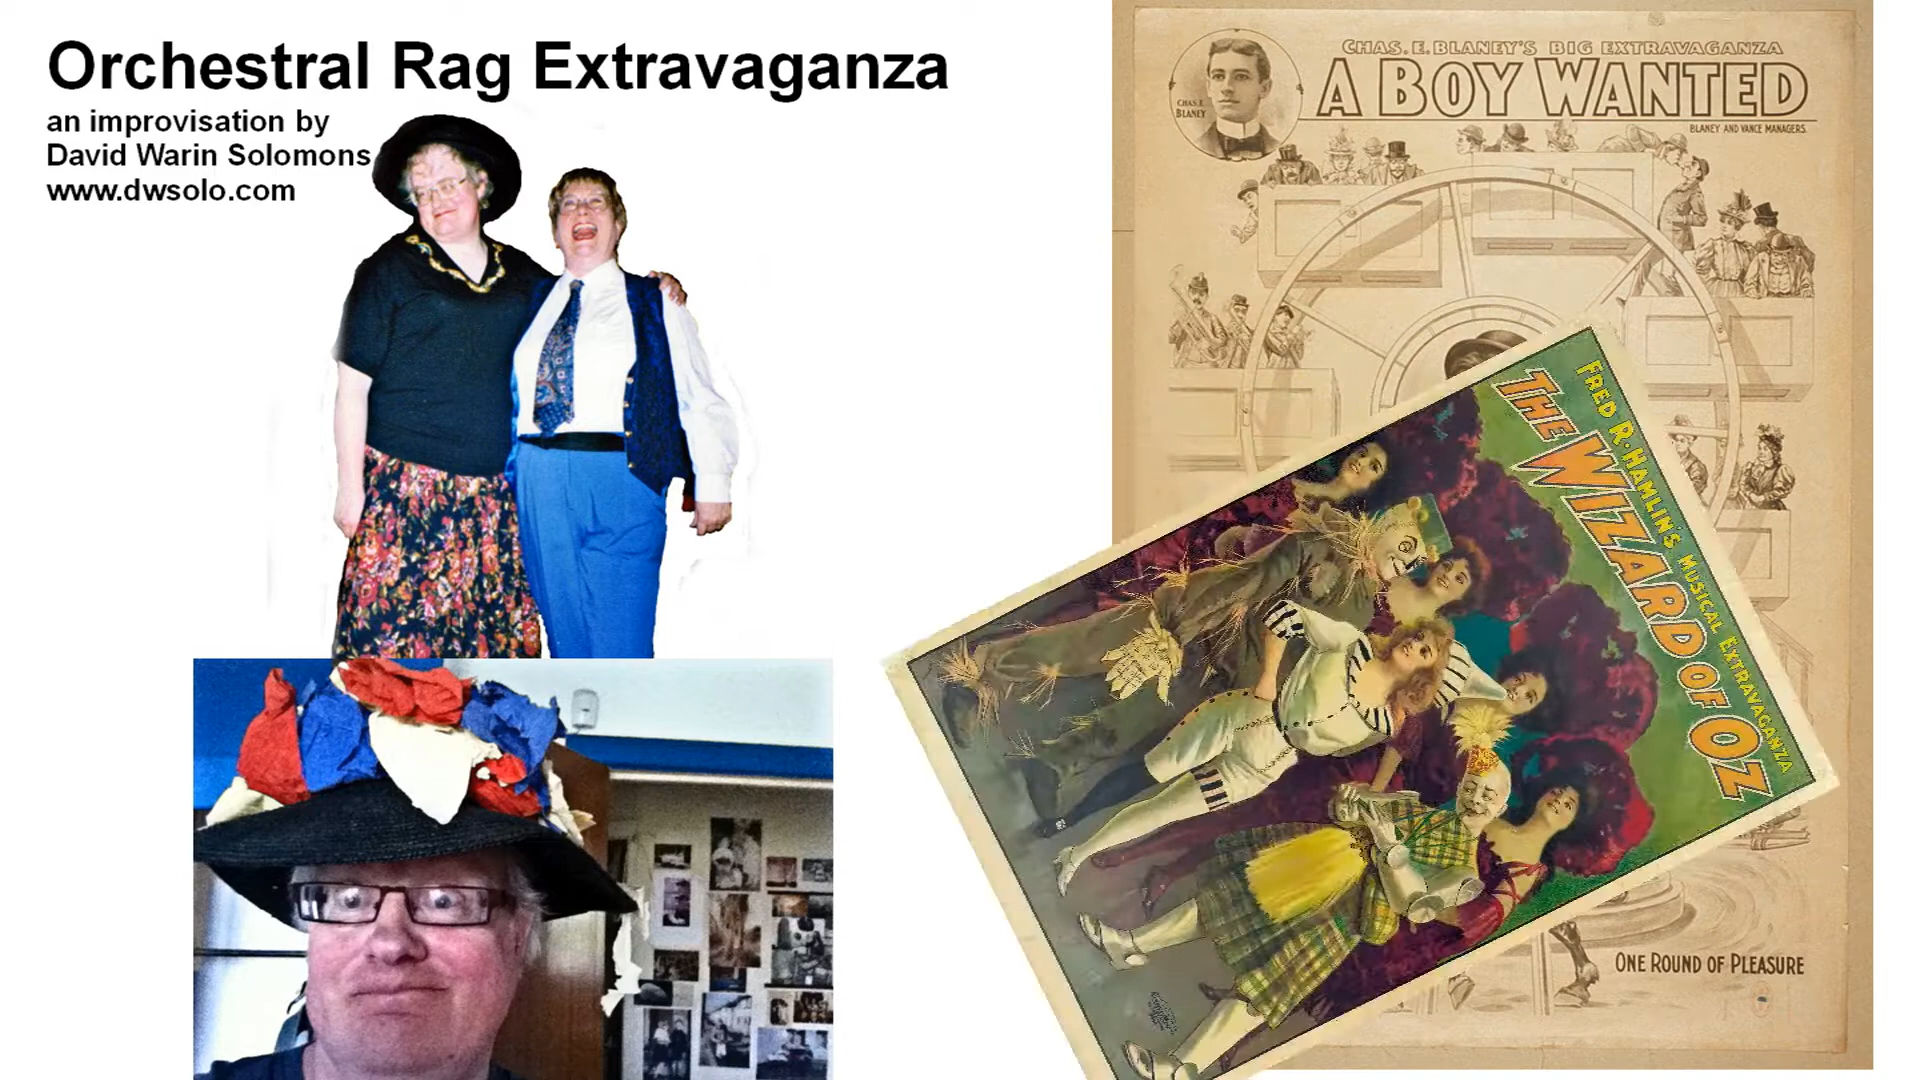 Orchestral Rag Extravaganza
an improvisation by
David Warin Solomons
www.dwsolo.com
CHAS. E. BLANEY'S BIG EXTRAVAGANZA
A BOY WANTED
BLANEY AND VANCE MANAGERS.
CHAS. E.
BLANEY
FRED R. HAMLIN'S MUSICAL EXTRAVAGANZA
THE WIZARD OF OZ
ONE ROUND OF PLEASURE